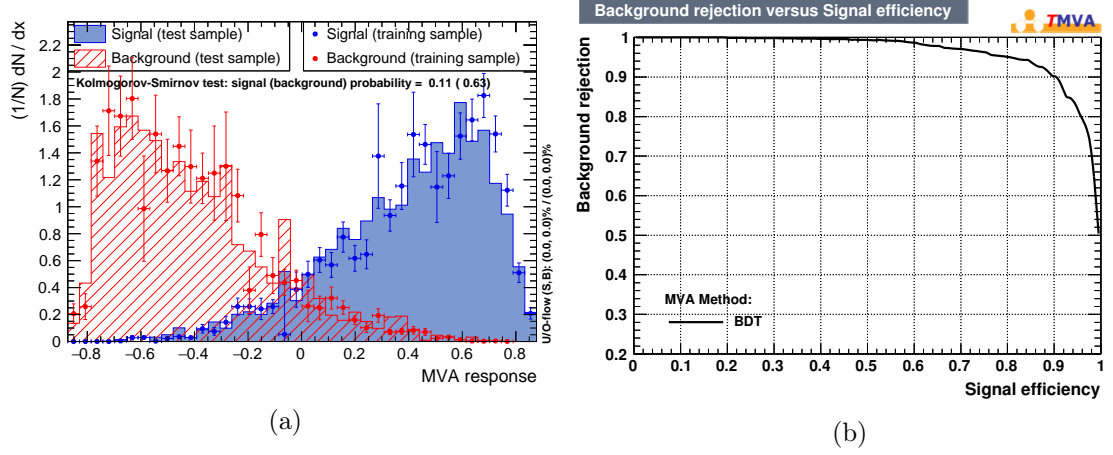 Signal (test sample)
Background (test sample)
Signal (training sample)
Background (training sample)
Kolmogorov-Smirnov test: signal (background) probability = 0.11 ( 0.63)
(1/N) dN / dx
2.2
2
1.8
1.6
1.4
1.2
1
0.8
0.6
0.4
0.2
0
−0.8
−0.6
−0.4
−0.2
0
0.2
0.4
0.6
0.8
MVA response
U/O-flow (S,B): (0.0, 0.0)% / (0.0, 0.0)%
(a)
Background rejection versus Signal efficiency
TMVA
Background rejection
1
0.9
0.8
0.7
0.6
0.5
0.4
0.3
0.2
MVA Method:
BDT
0
0.1
0.2
0.3
0.4
0.5
0.6
0.7
0.8
0.9
1
Signal efficiency
(b)